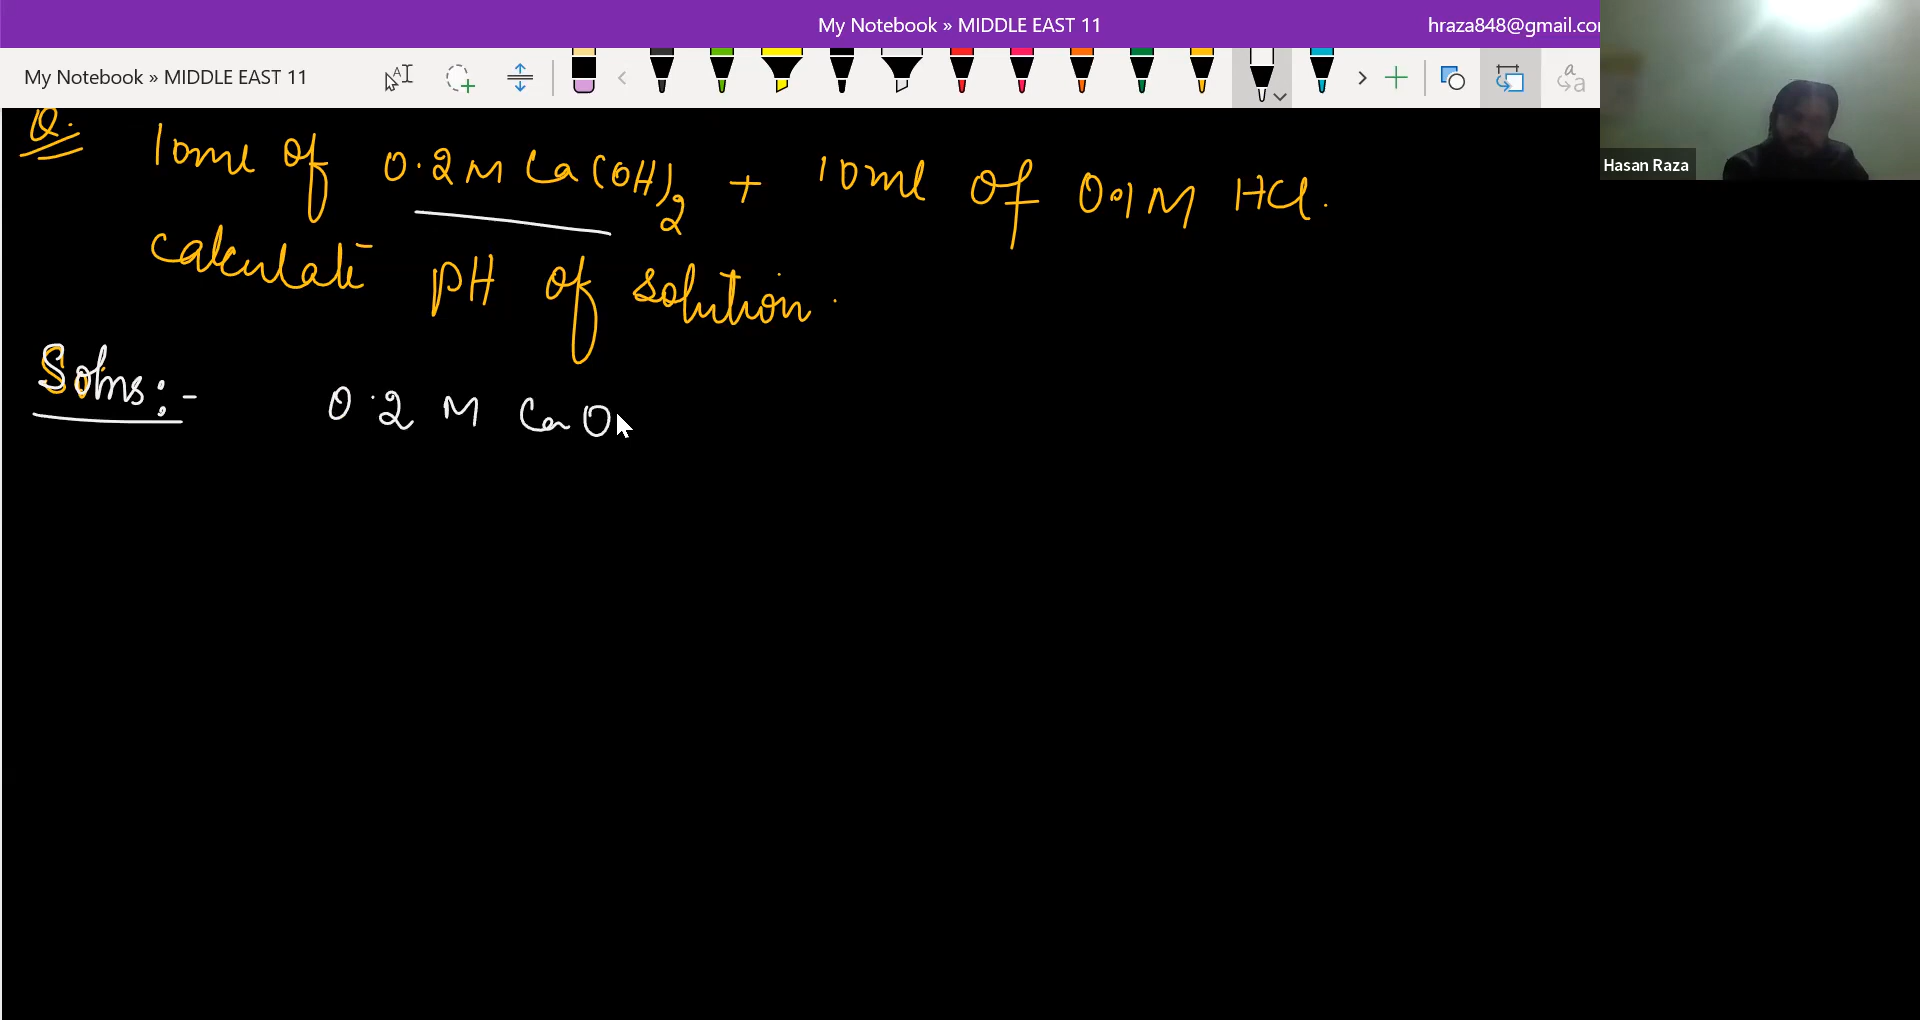 My Notebook » MIDDLE EAST 11
hraza848@gmail.co
My Notebook » MIDDLE EAST 11
Hasan Raza
Q.
10ml of 0.2M Ca(OH)2 + 10ml of 0.1M HCl.
calculate pH of solution.
Solns:-
0.2 M Ca O